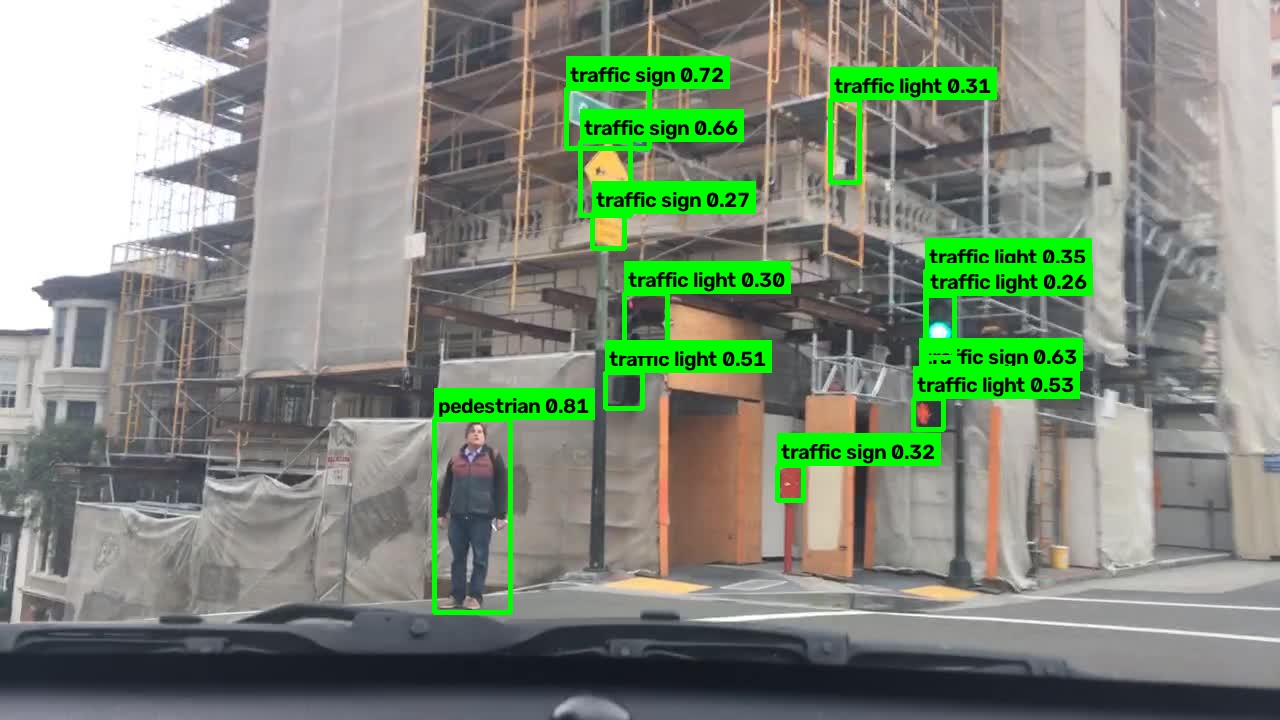 traffic sign 0.72
traffic light 0.31
traffic sign 0.66
traffic sign 0.27
traffic light 0.35
traffic light 0.30
traffic light 0.26
traffic light 0.51
traffic sign 0.63
traffic light 0.53
pedestrian 0.81
traffic sign 0.32